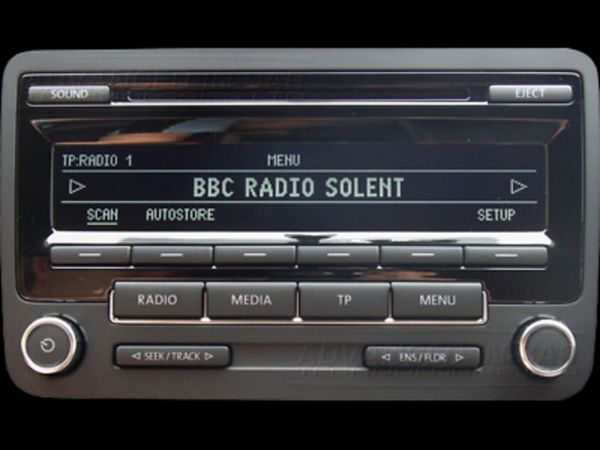 SOUND
EJECT
TP:RADIO 1 MENU
BBC RADIO SOLENT
SCAN AUTOSTORE SETUP
RADIO MEDIA TP MENU
SEEK / TRACK
ENS / FLDR